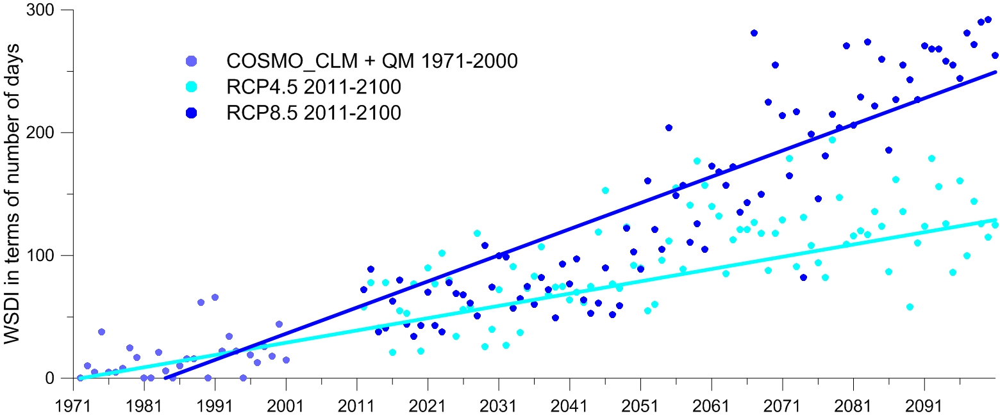 WSDI in terms of number of days
300
200
100
0
COSMO_CLM + QM 1971-2000
RCP4.5 2011-2100
RCP8.5 2011-2100
1971 1981 1991 2001 2011 2021 2031 2041 2051 2061 2071 2081 2091